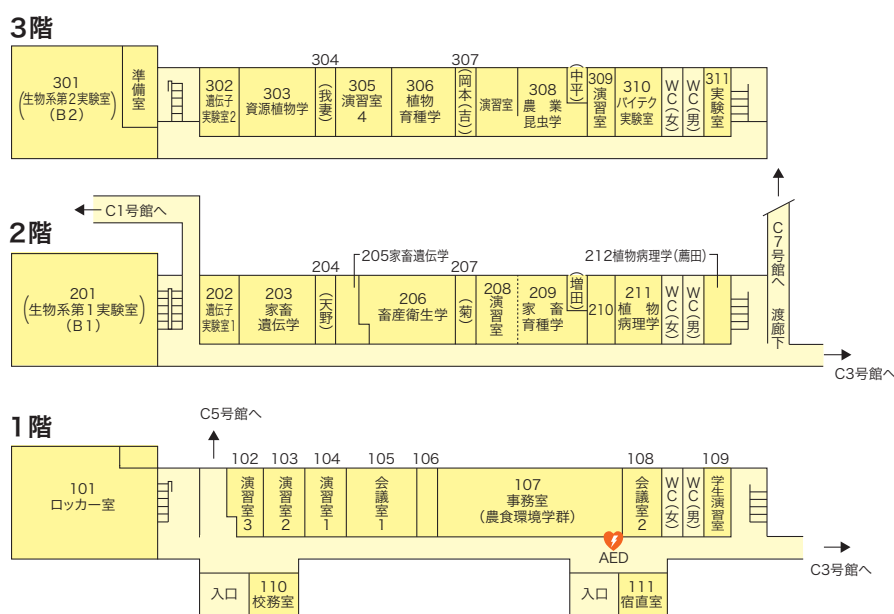 3階
301
(生物系第2実験室)
(B2)
準備室
302
遺伝子
実験室2
303
資源植物学
304
(我妻)
305
演習室
4
306
植物
育種学
307
(岡本(吉))
演習室
308
農業
昆虫学
(中平)
309
演習室
310
バイテク
実験室
WC(女)
WC(男)
311
実験室
C1号館へ
2階
201
(生物系第1実験室)
(B1)
202
遺伝子
実験室1
203
家畜
遺伝学
204
(天野)
205家畜遺伝学
206
畜産衛生学
207
(菊)
208
演習室
209
家畜
育種学
(増田)
210
211
植物
病理学
212植物病理学(薦田)
WC(女)
WC(男)
C7号館へ 渡廊下
C3号館へ
1階
C5号館へ
101
ロッカー室
102
演習室3
103
演習室2
104
演習室1
105
会議室1
106
107
事務室
(農食環境学群)
108
会議室2
WC(女)
WC(男)
109
学生演習室
AED
C3号館へ
入口
110
校務室
入口
111
宿直室